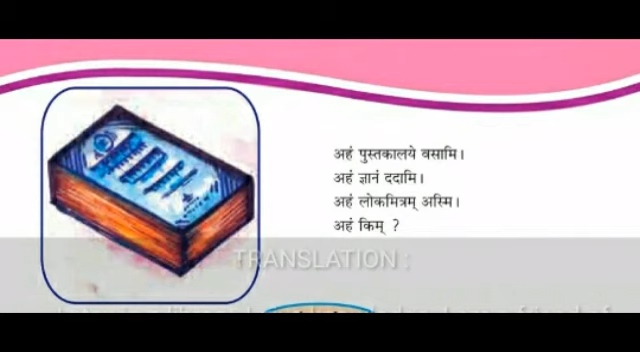 अहं पुस्तकालये वसामि।
अहं ज्ञानं ददामि।
अहं लोकमित्रम् अस्मि।
अहं किम् ?
TRANSLATION :